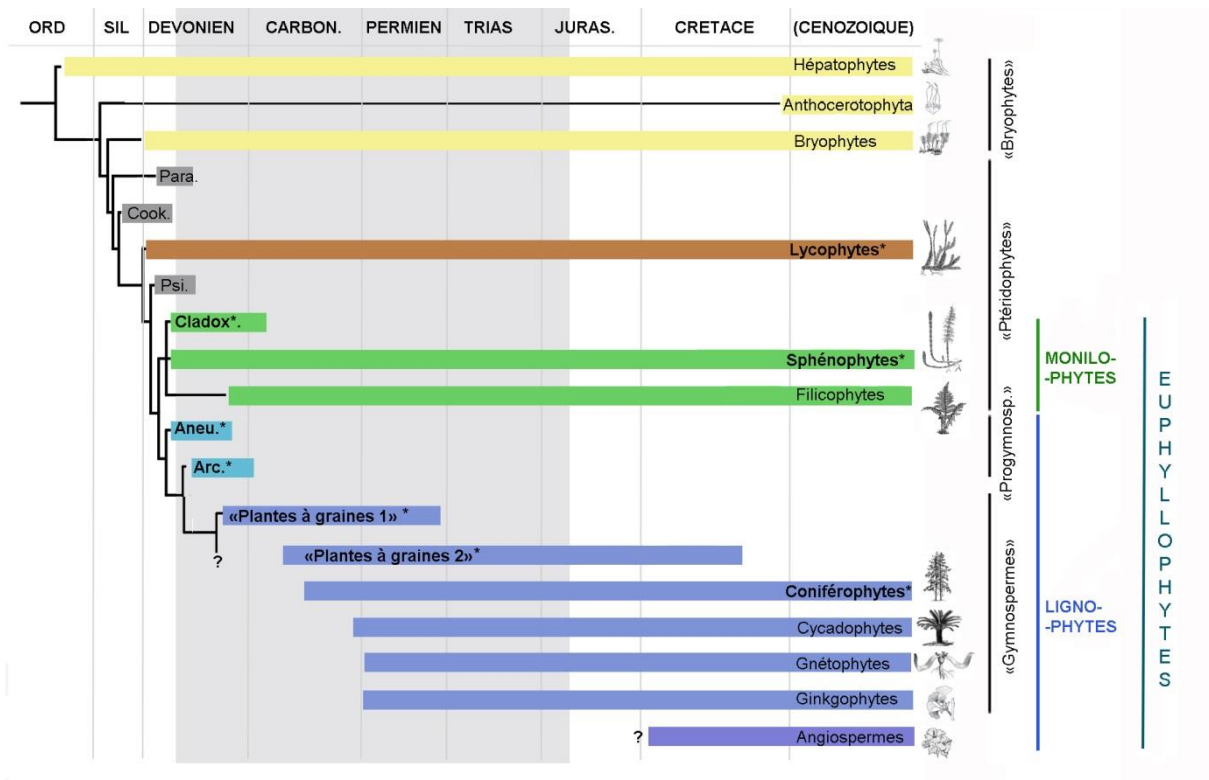 ORD SIL DEVONIEN CARBON. PERMIEN TRIAS JURAS. CRETACE (CENOZOIQUE)
Hépatophytes
Anthocerotophyta
Bryophytes
Para.
Cook.
Lycophytes*
Psi.
Cladox*.
Sphénophytes*
Filicophytes
Aneu.*
Arc.*
«Plantes à graines 1» *
?
«Plantes à graines 2»*
Coniférophytes*
Cycadophytes
Gnétophytes
Ginkgophytes
? Angiospermes
«Bryophytes»
«Ptéridophytes»
«Progymnosp.»
«Gymnospermes»
MONILO-
-PHYTES
LIGNO-
-PHYTES
EUPHYLLOPHYTES